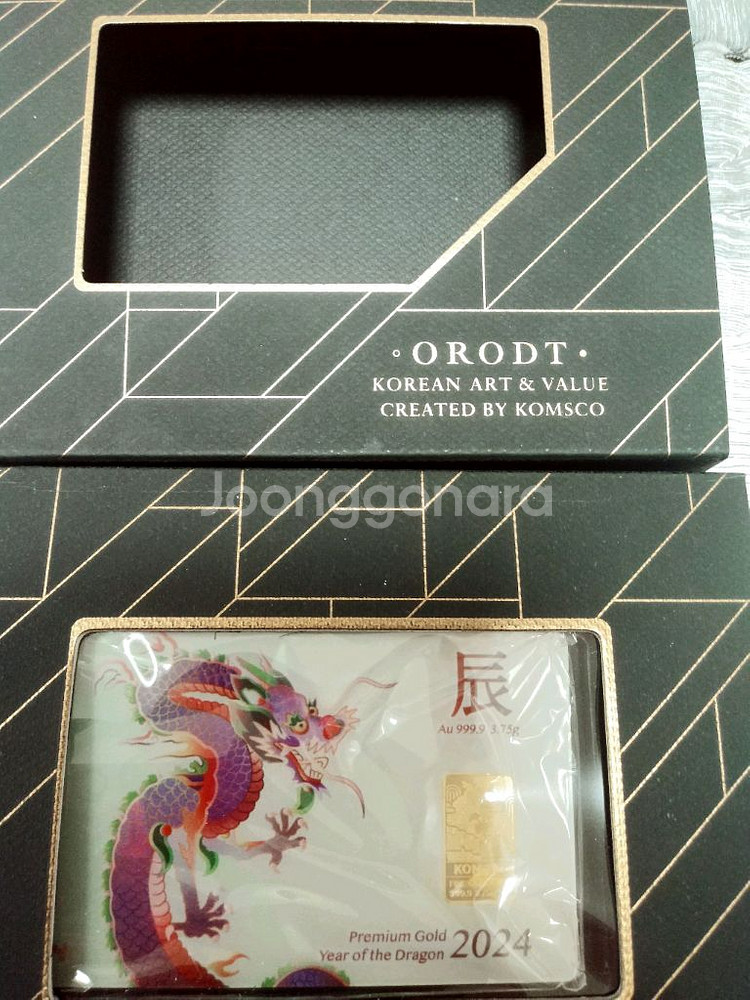 ORODT
KOREAN ART & VALUE
CREATED BY KOMSCO
Joonggonara
辰
Au 999.9 3.75g
Premium Gold
Year of the Dragon 2024